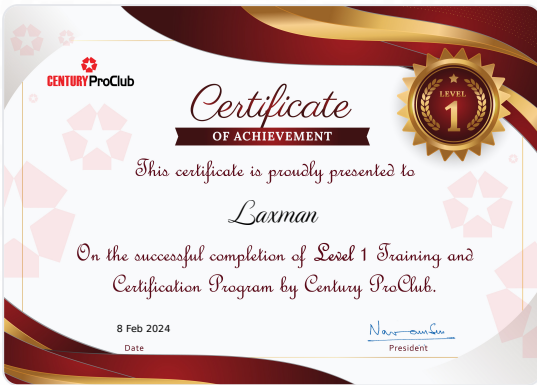 CENTURY ProClub
LEVEL
1
Certificate
OF ACHIEVEMENT
This certificate is proudly presented to
Laxman
On the successful completion of Level 1 Training and
Certification Program by Century ProClub.
8 Feb 2024
Date
President